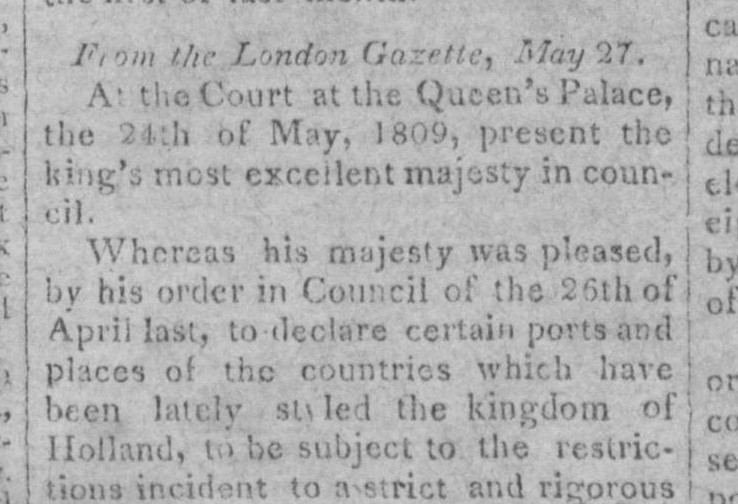 From the London Gazette, May 27.
At the Court at the Queen's Palace,
the 24th of May, 1809, present the
king's most excellent majesty in coun-
cil.
Whereas his majesty was pleased,
by his order in Council of the 26th of
April last, to declare certain ports and
places of the countries which have
been lately styled the kingdom of
Holland, to be subject to the restric-
tions incident to a strict and rigorous